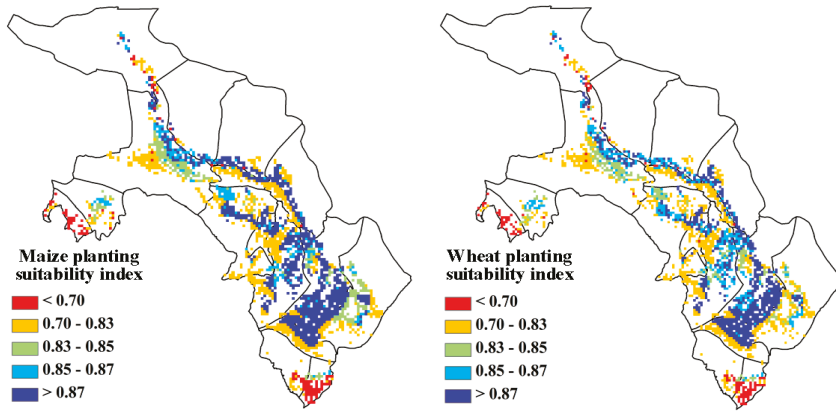 Maize planting
suitability index
< 0.70
0.70 - 0.83
0.83 - 0.85
0.85 - 0.87
> 0.87
Wheat planting
suitability index
< 0.70
0.70 - 0.83
0.83 - 0.85
0.85 - 0.87
> 0.87